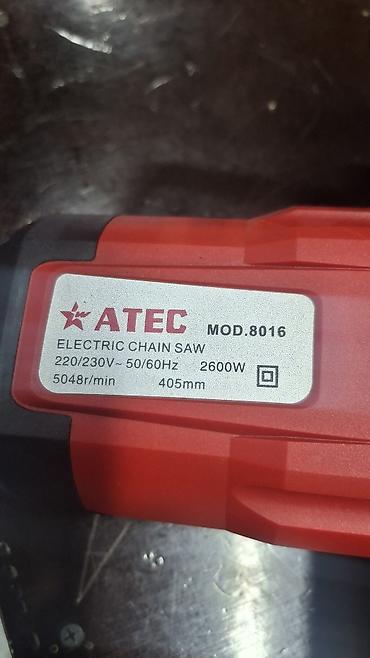 ATEC MOD.8016
ELECTRIC CHAIN SAW
220/230V~ 50/60Hz 2600W
5048r/min 405mm